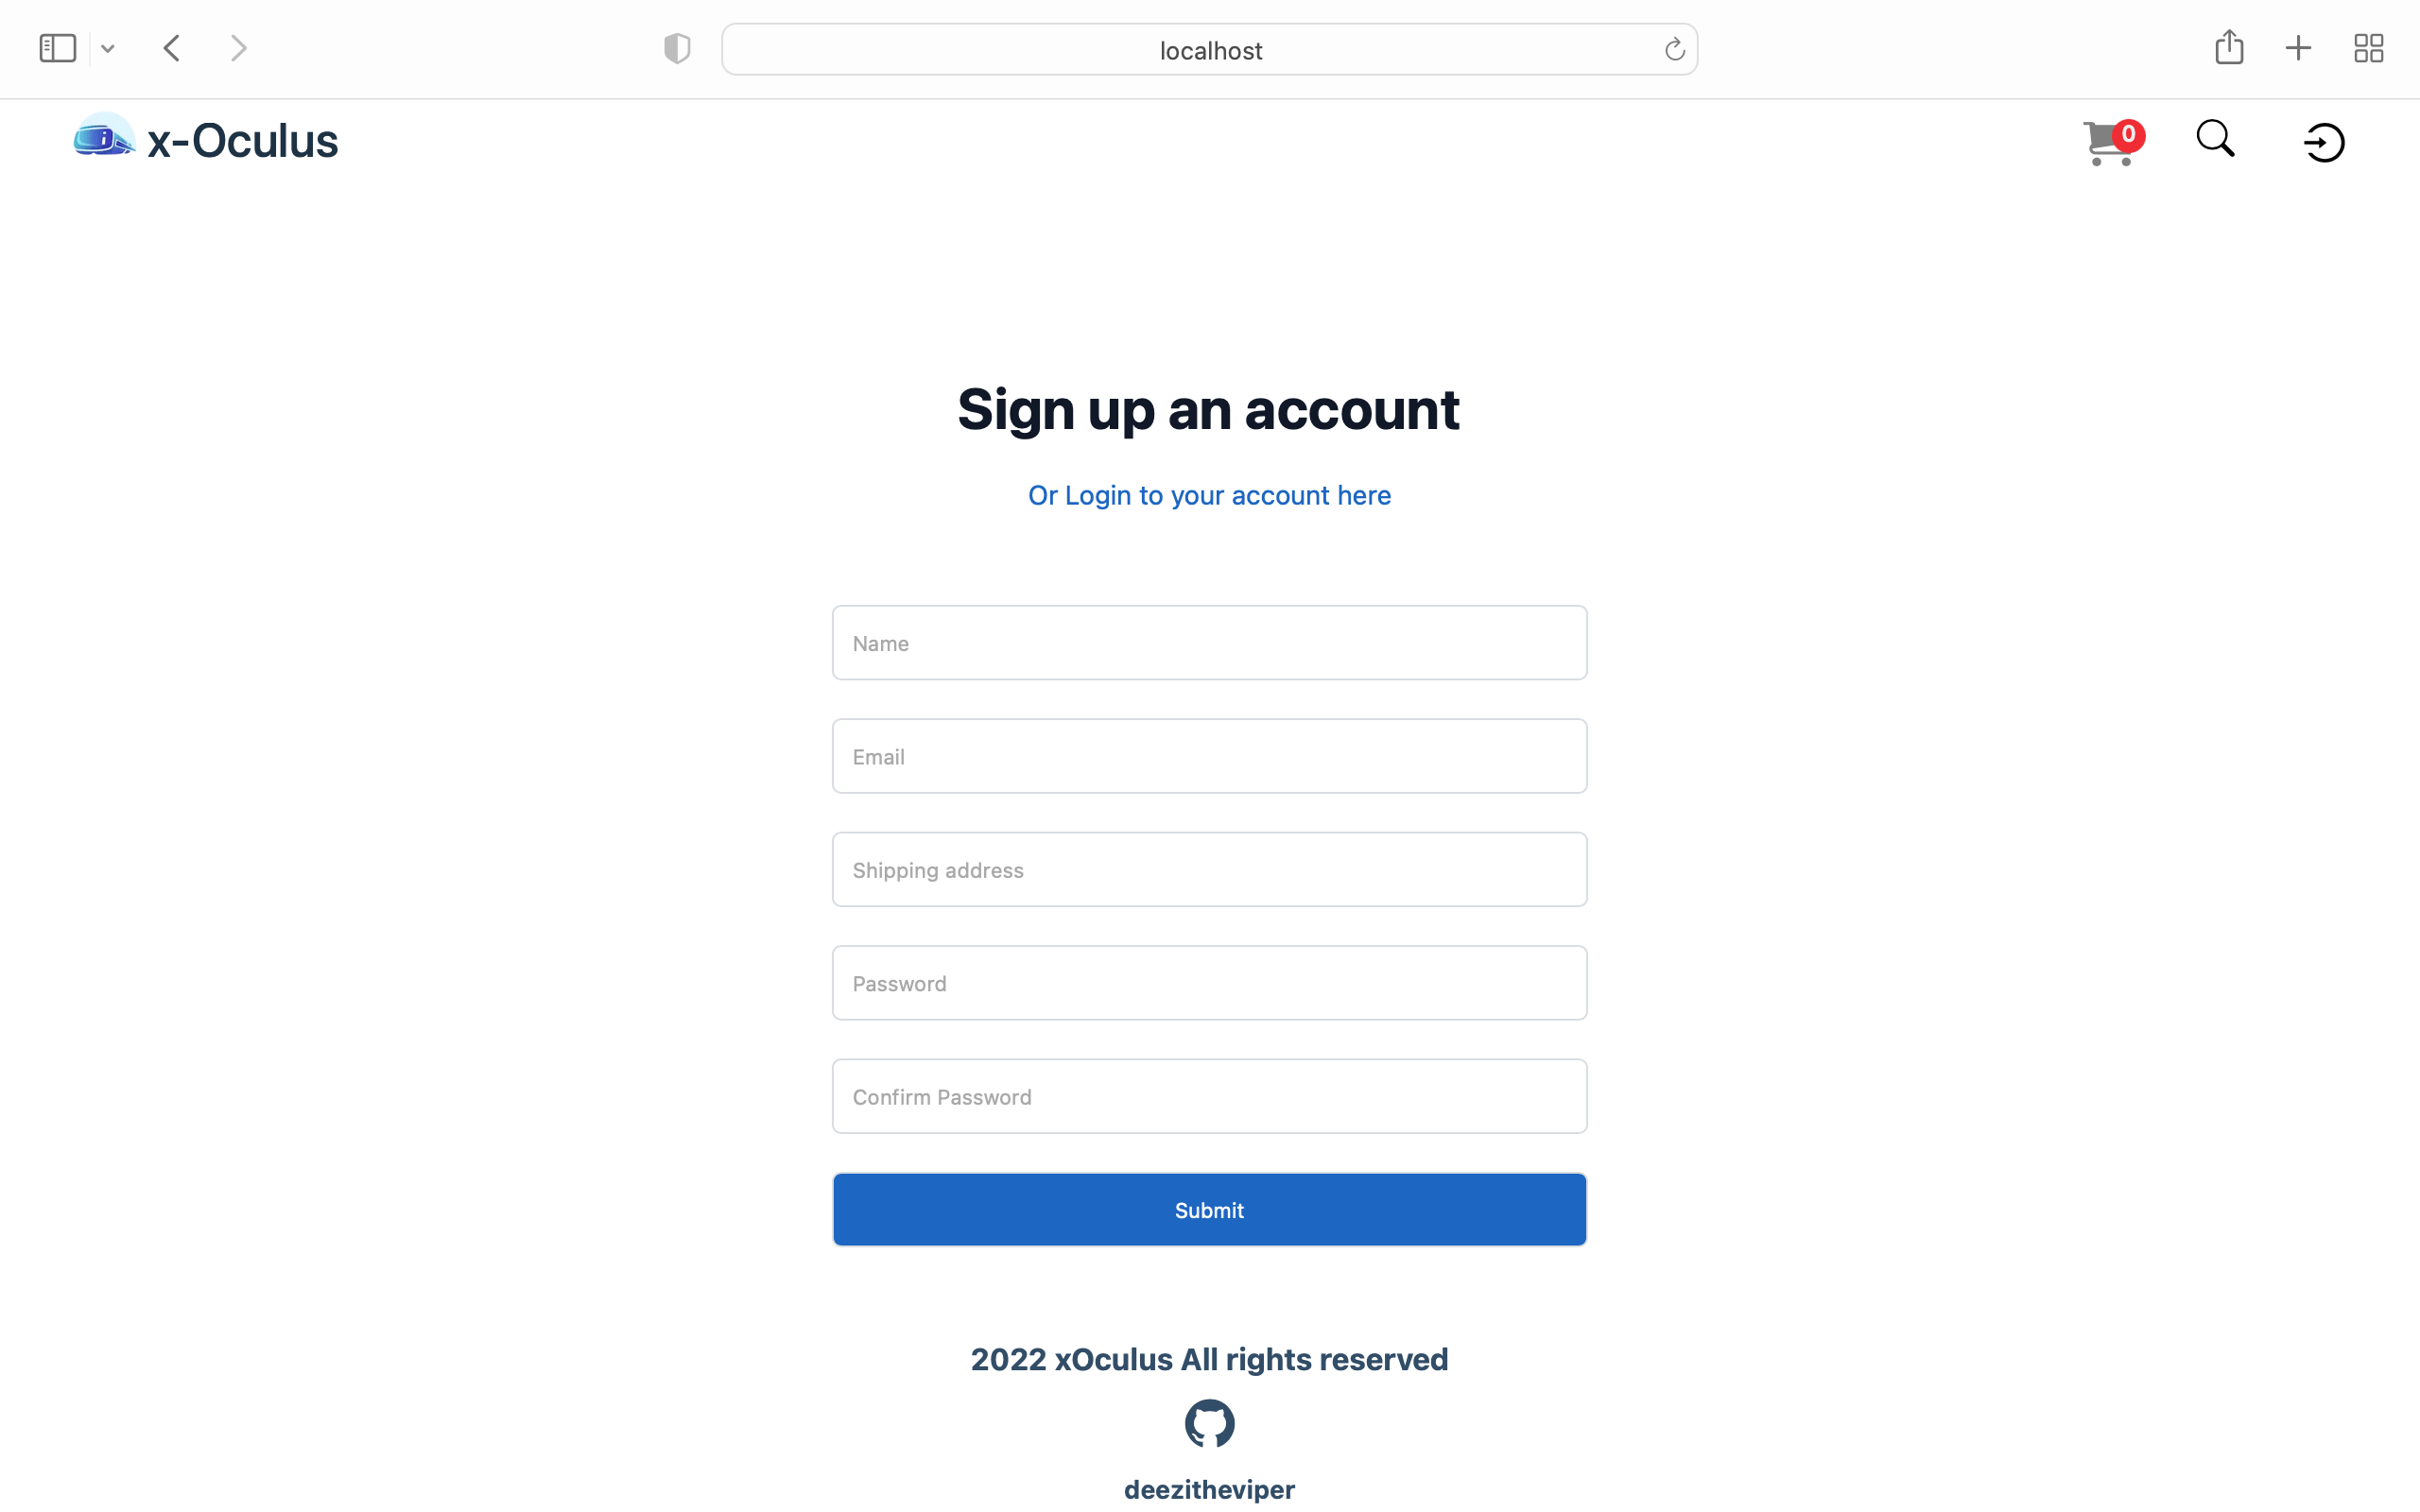 localhost
i x-Oculus
0
Sign up an account
Or Login to your account here
Name
Email
Shipping address
Password
Confirm Password
Submit
2022 xOculus All rights reserved
deezitheviper